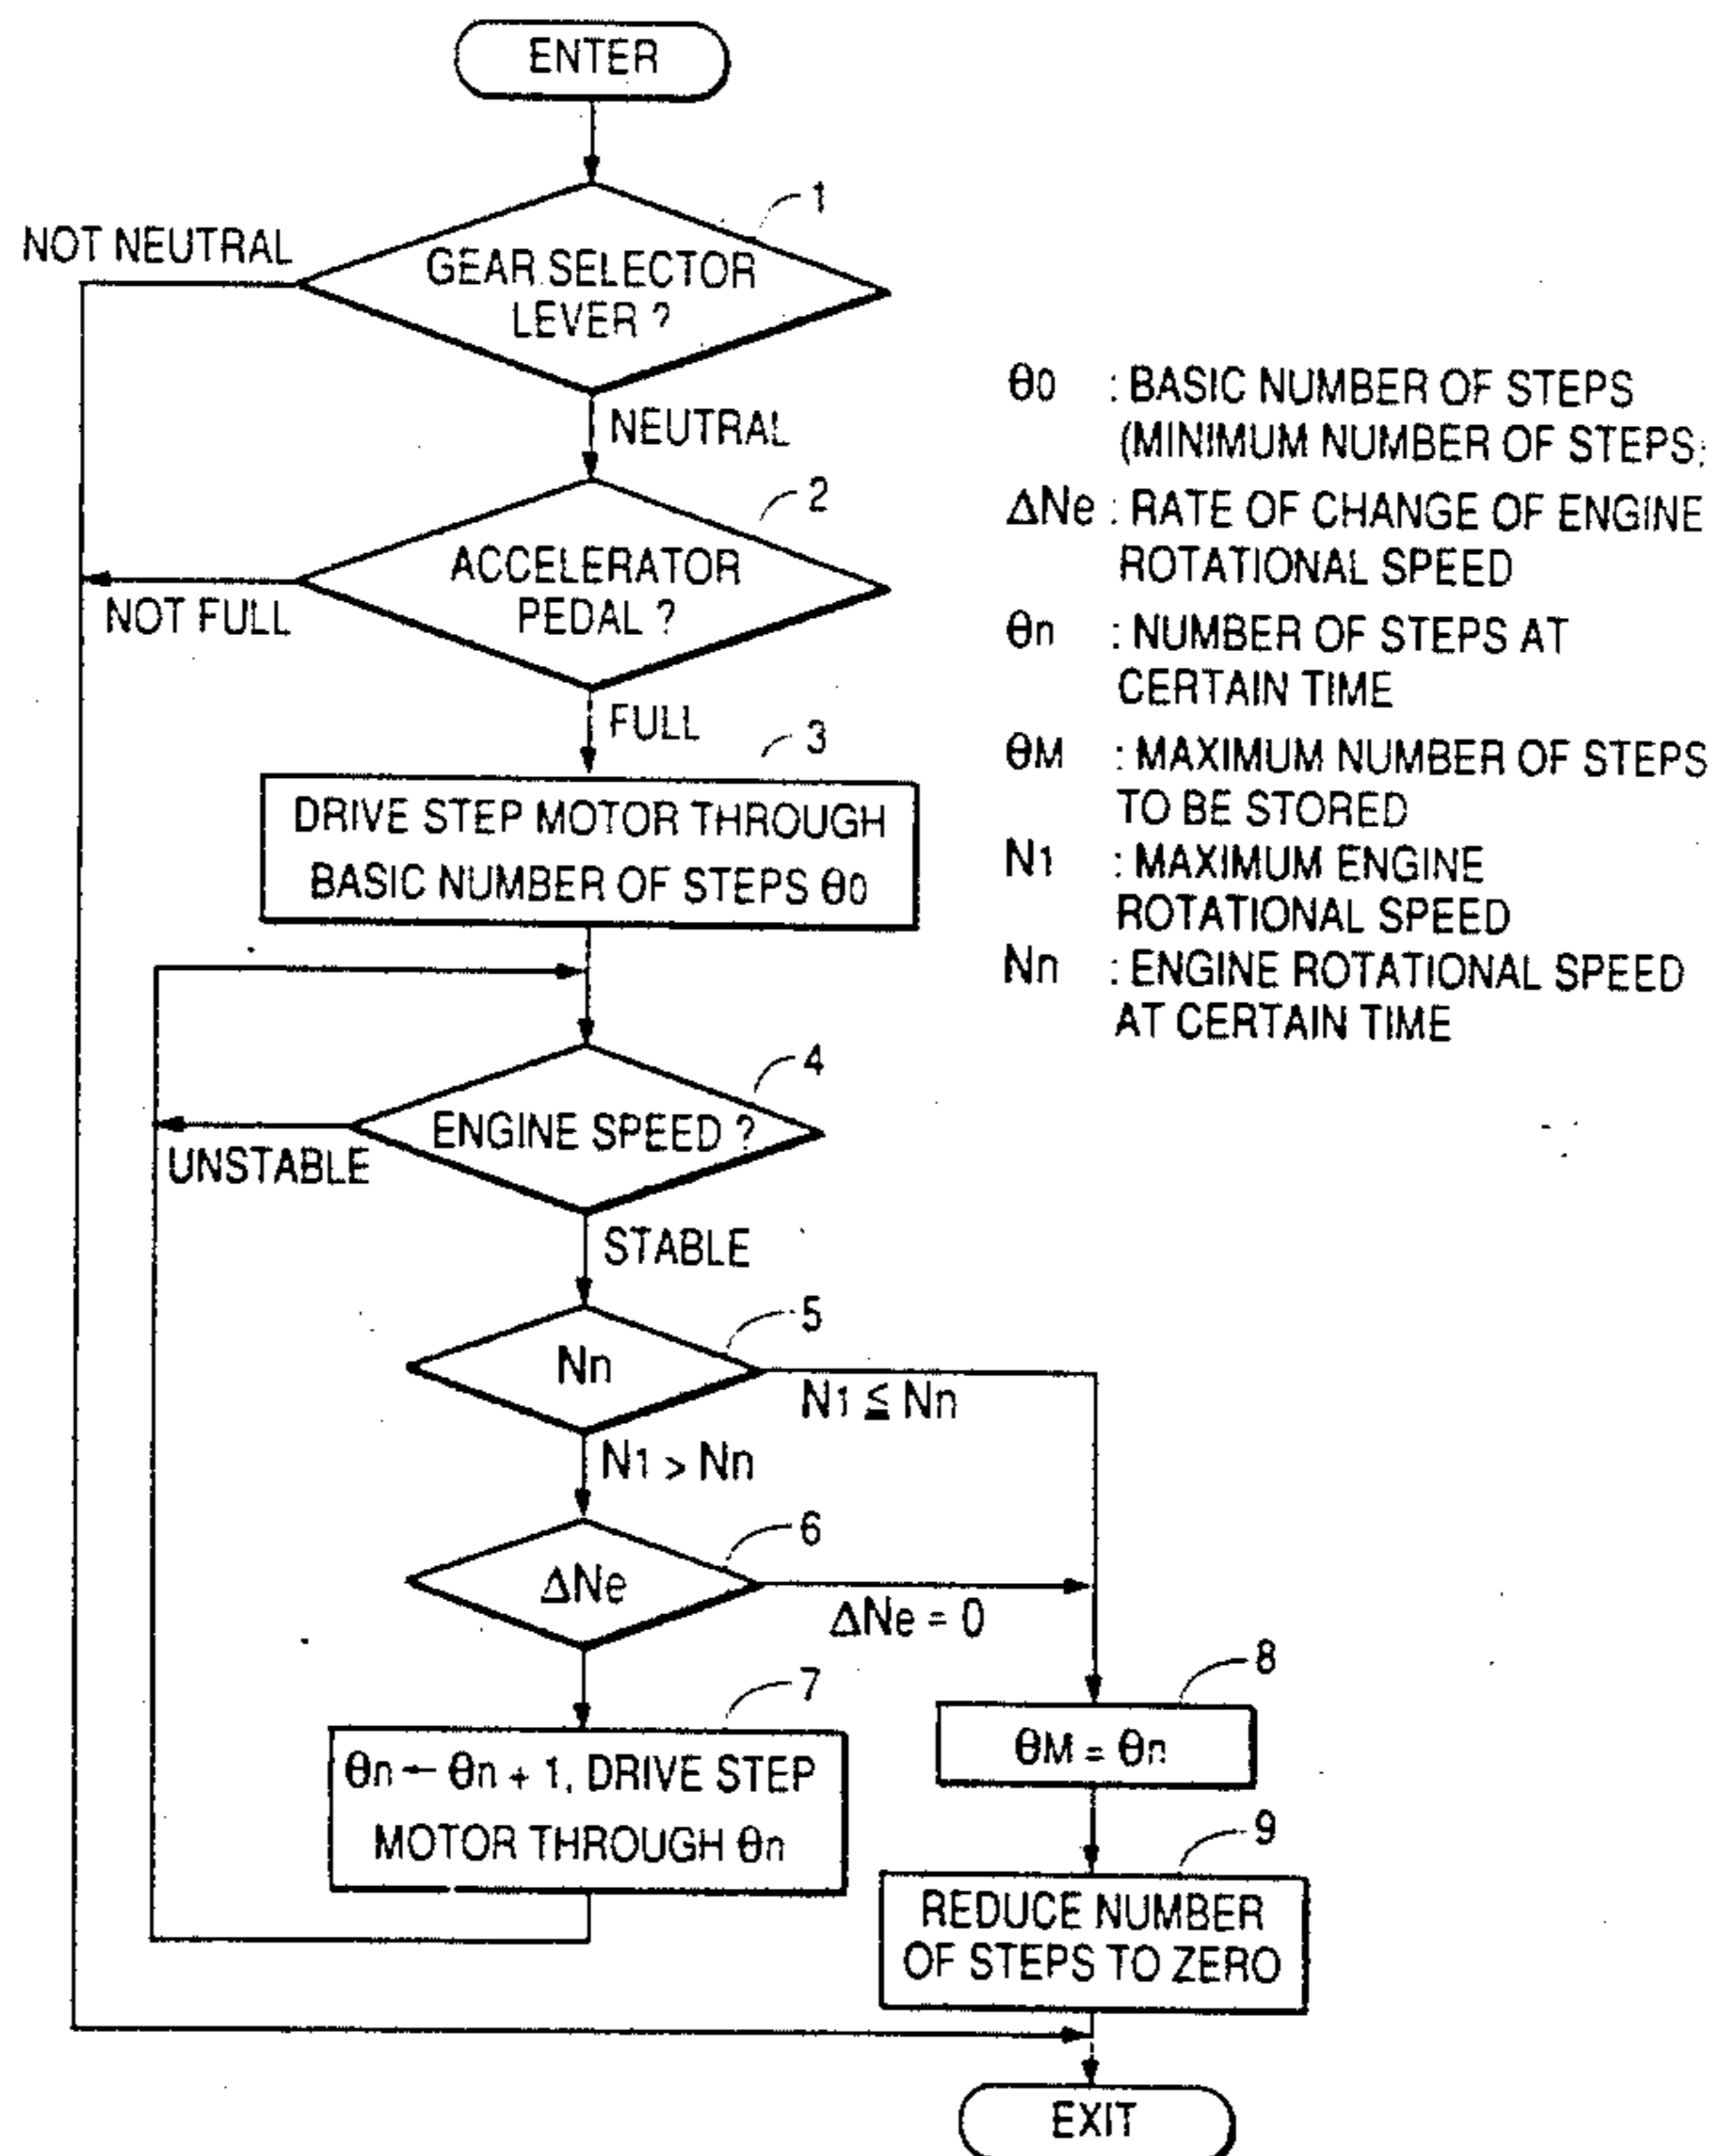 ENTER
1
NOT NEUTRAL
GEAR SELECTOR
LEVER ?
NEUTRAL
2
ACCELERATOR
PEDAL ?
NOT FULL
FULL
3
DRIVE STEP MOTOR THROUGH
BASIC NUMBER OF STEPS θ0
4
ENGINE SPEED ?
UNSTABLE
STABLE
5
Nn
N1 ≦ Nn
N1 > Nn
6
ΔNe
ΔNe = 0
7
θn ← θn + 1, DRIVE STEP
MOTOR THROUGH θn
8
θM = θn
9
REDUCE NUMBER
OF STEPS TO ZERO
EXIT
θ0 : BASIC NUMBER OF STEPS
(MINIMUM NUMBER OF STEPS;
ΔNe : RATE OF CHANGE OF ENGINE
ROTATIONAL SPEED
θn : NUMBER OF STEPS AT
CERTAIN TIME
θM : MAXIMUM NUMBER OF STEPS
TO BE STORED
N1 : MAXIMUM ENGINE
ROTATIONAL SPEED
Nn : ENGINE ROTATIONAL SPEED
AT CERTAIN TIME